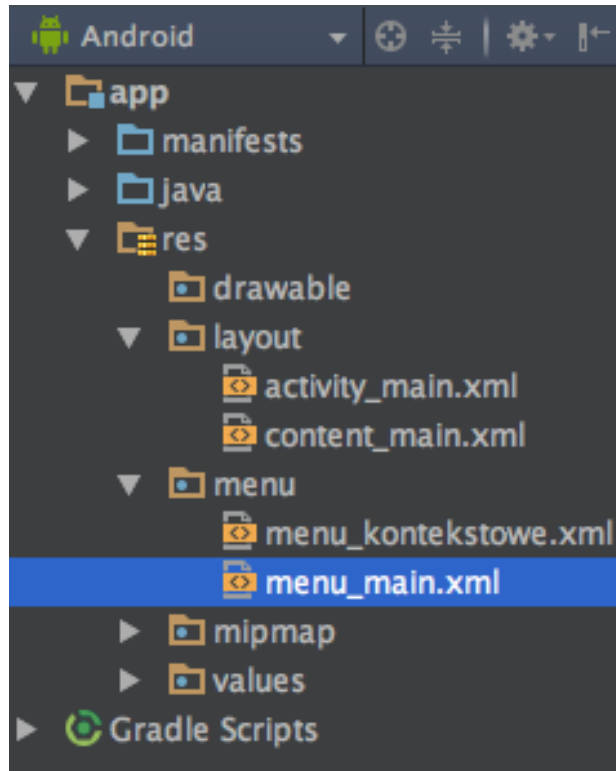 Android
app
manifests
java
res
drawable
layout
activity_main.xml
content_main.xml
menu
menu_kontekstowe.xml
menu_main.xml
mipmap
values
Gradle Scripts